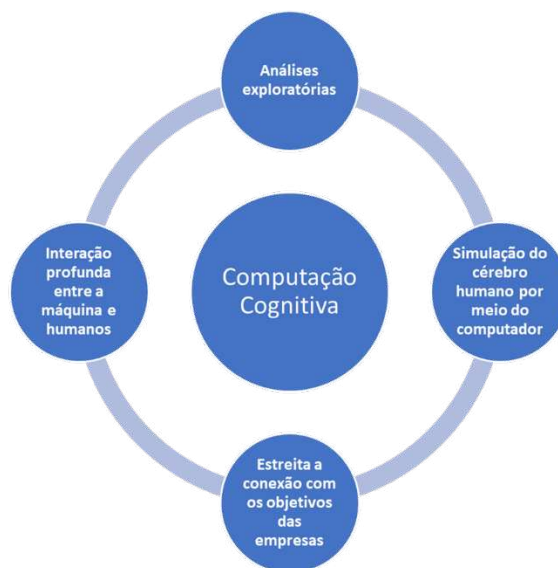 Análises
exploratórias
Interação
profunda
entre a
máquina e
humanos
Computação
Cognitiva
Simulação do
cérebro
humano por
meio do
computador
Estreita a
conexão com
os objetivos
das
empresas